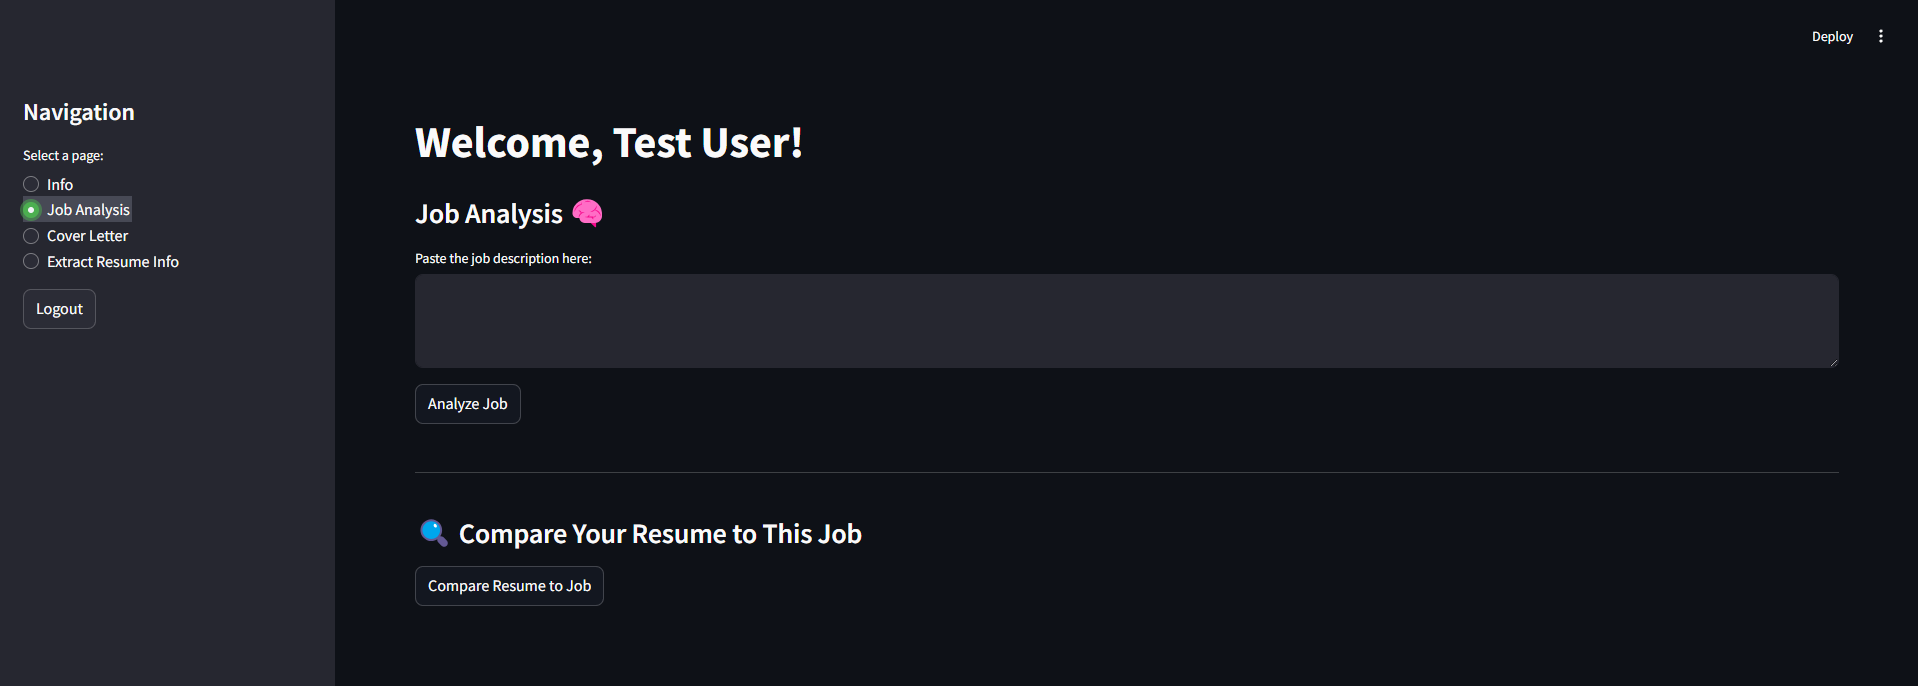 Deploy
Navigation
Select a page:
Info
Job Analysis
Cover Letter
Extract Resume Info
Logout
Welcome, Test User!
Job Analysis
Paste the job description here:
Analyze Job
Compare Your Resume to This Job
Compare Resume to Job